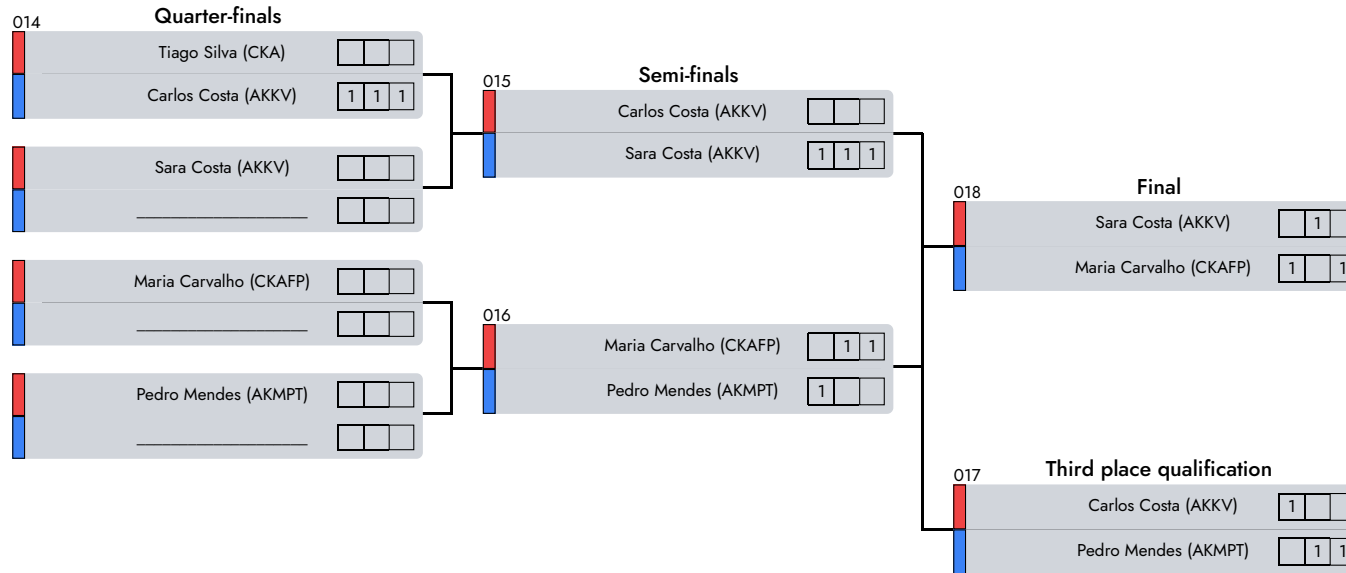 Quarter-finals
014
Tiago Silva (CKA)
Carlos Costa (AKKV) 1 1 1
Sara Costa (AKKV)
Maria Carvalho (CKAFP)
Pedro Mendes (AKMPT)
Semi-finals
015
Carlos Costa (AKKV)
Sara Costa (AKKV) 1 1 1
016
Maria Carvalho (CKAFP) 1 1
Pedro Mendes (AKMPT) 1
Final
018
Sara Costa (AKKV) 1
Maria Carvalho (CKAFP) 1 1
Third place qualification
017
Carlos Costa (AKKV) 1
Pedro Mendes (AKMPT) 1 1